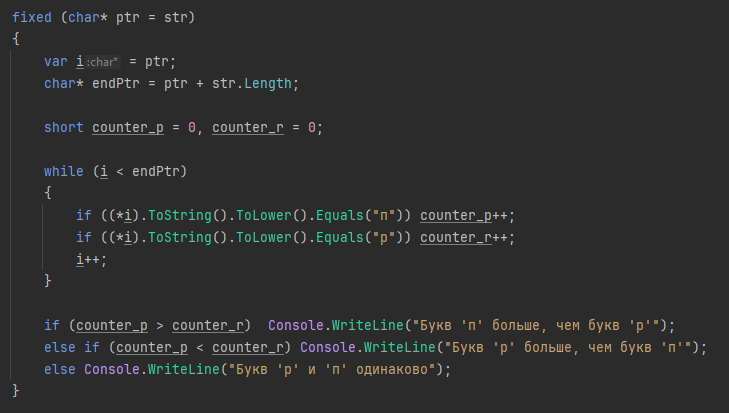 fixed (char* ptr = str)
{
    var i :char* = ptr;
    char* endPtr = ptr + str.Length;

    short counter_p = 0, counter_r = 0;

    while (i < endPtr)
    {
        if ((*i).ToString().ToLower().Equals("п")) counter_p++;
        if ((*i).ToString().ToLower().Equals("р")) counter_r++;
        i++;
    }

    if (counter_p > counter_r)  Console.WriteLine("Букв 'п' больше, чем букв 'р'");
    else if (counter_p < counter_r) Console.WriteLine("Букв 'р' больше, чем букв 'п'");
    else Console.WriteLine("Букв 'р' и 'п' одинаково");
}